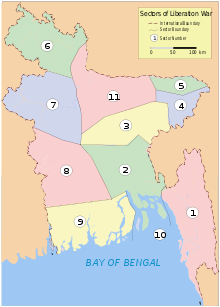 Sectors of Liberation War
International Boundary
Sector Boundary
1 Sector Number
0 50 100 km
6
5
11
7
4
3
8
2
1
9
10
BAY OF BENGAL